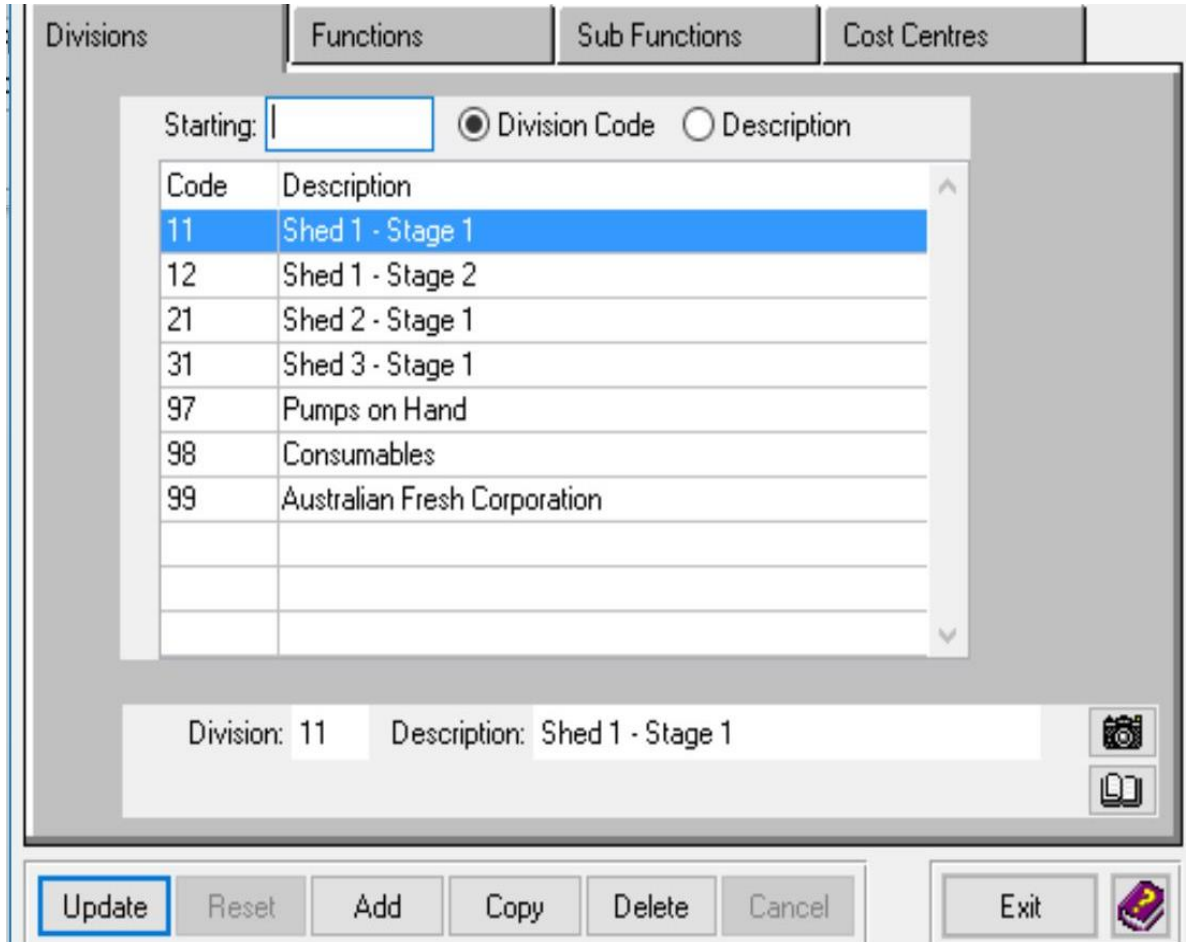 Divisions Functions Sub Functions Cost Centres
Starting: Division Code Description
Code Description
11 Shed 1 - Stage 1
12 Shed 1 - Stage 2
21 Shed 2 - Stage 1
31 Shed 3 - Stage 1
97 Pumps on Hand
98 Consumables
99 Australian Fresh Corporation
Division: 11 Description: Shed 1 - Stage 1
Update Reset Add Copy Delete Cancel Exit ?